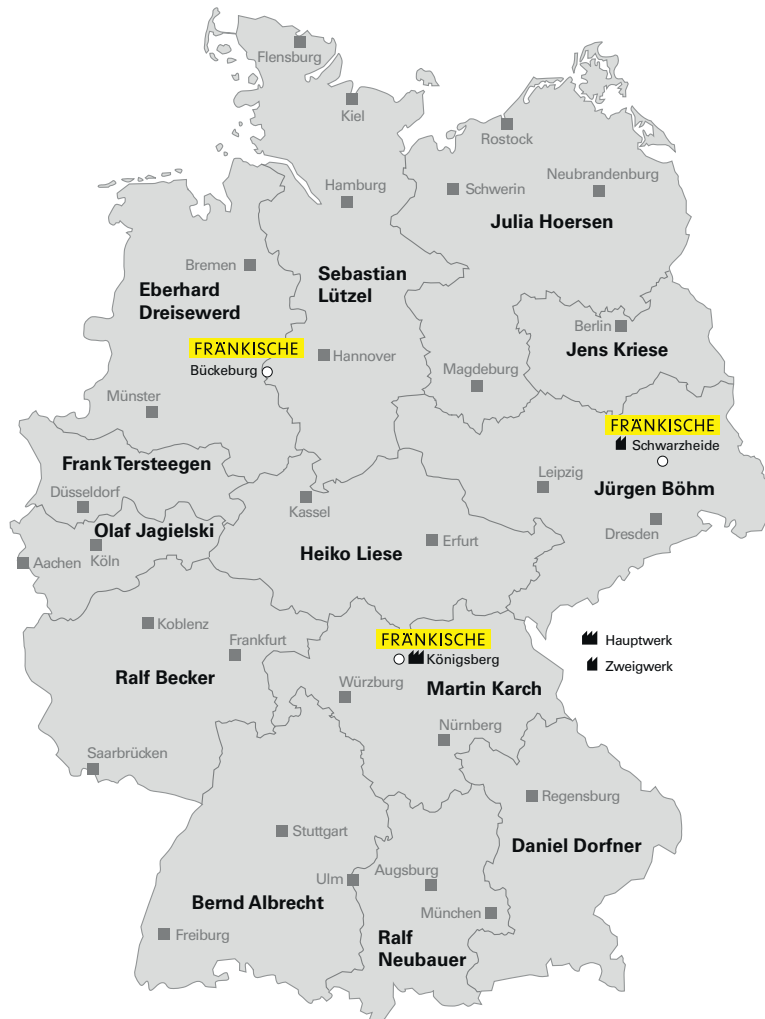 Flensburg
Kiel
Rostock
Hamburg
Schwerin
Neubrandenburg
Julia Hoersen
Bremen
Sebastian
Lützel
Eberhard
Dreisewerd
Berlin
FRÄNKISCHE
Jens Kriese
Hannover
Bückeburg
Magdeburg
Münster
FRÄNKISCHE
Schwarzheide
Frank Tersteegen
Leipzig
Jürgen Böhm
Düsseldorf
Kassel
Olaf Jagielski
Dresden
Erfurt
Heiko Liese
Köln
Aachen
Koblenz
Frankfurt
FRÄNKISCHE
Hauptwerk
Königsberg
Zweigwerk
Ralf Becker
Würzburg
Martin Karch
Nürnberg
Saarbrücken
Regensburg
Stuttgart
Daniel Dorfner
Augsburg
Ulm
Bernd Albrecht
München
Freiburg
Ralf
Neubauer